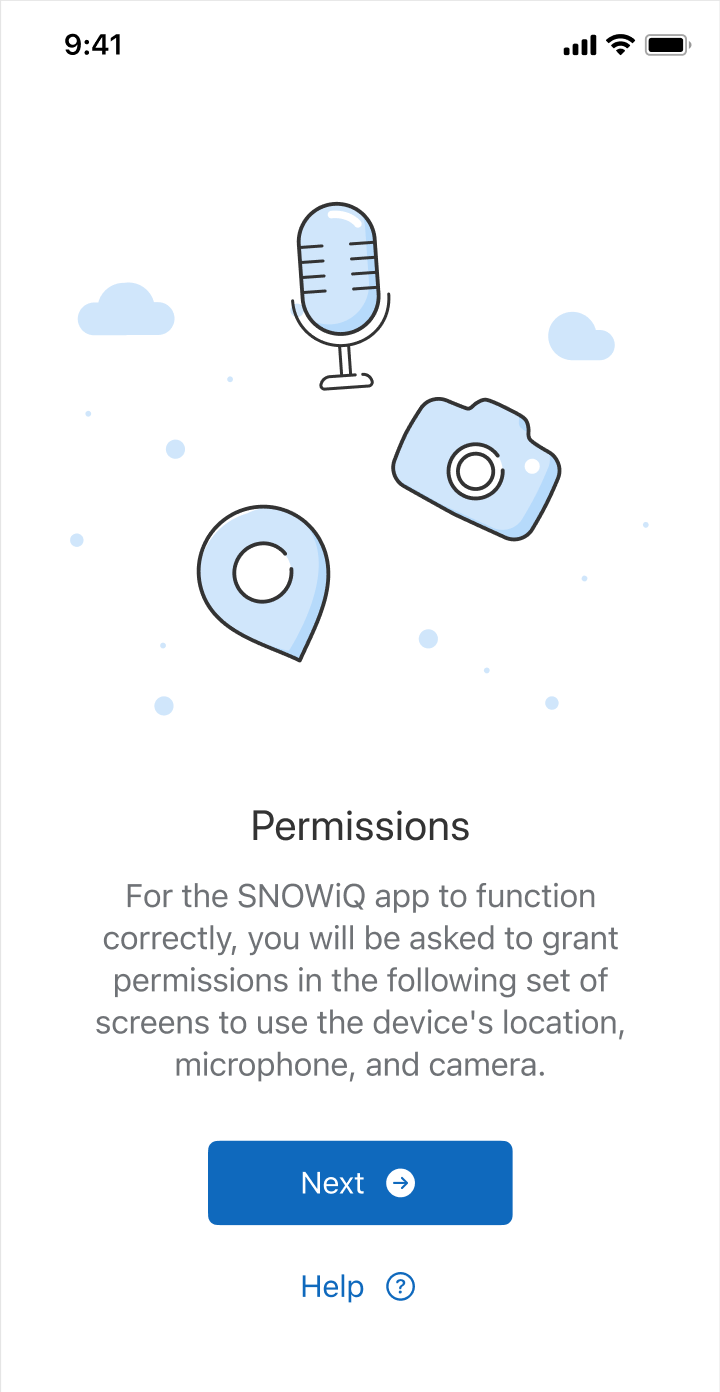 9:41
Permissions
For the SNOWiQ app to function
correctly, you will be asked to grant
permissions in the following set of
screens to use the device's location,
microphone, and camera.
Next
Help ?